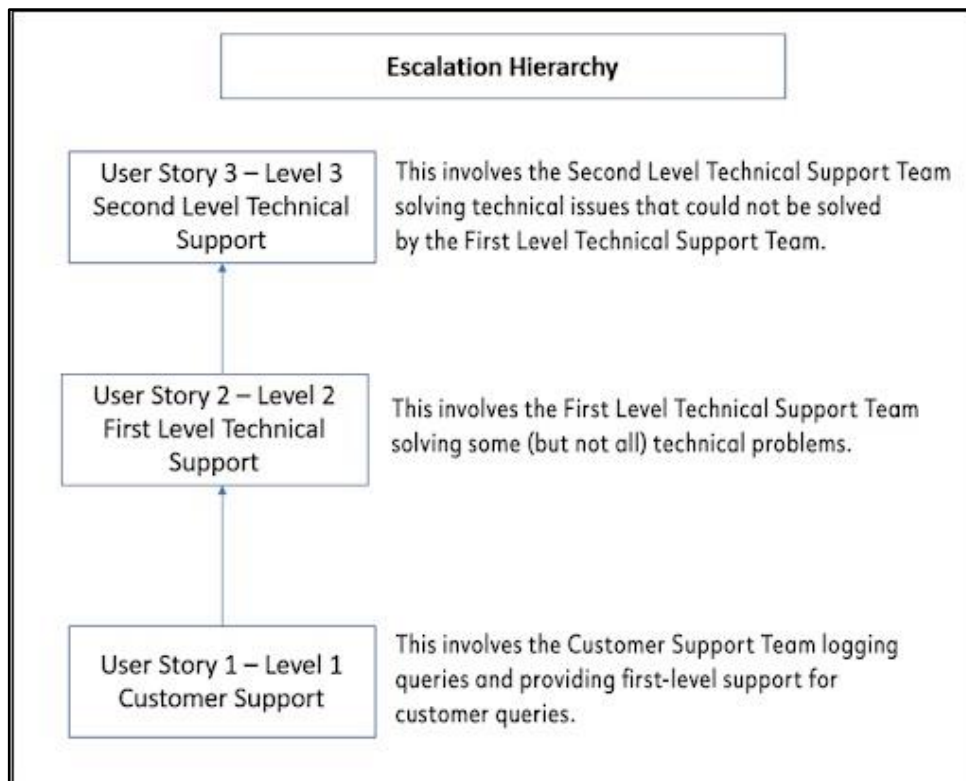 Escalation Hierarchy
User Story 3 – Level 3
Second Level Technical
Support
This involves the Second Level Technical Support Team
solving technical issues that could not be solved
by the First Level Technical Support Team.
User Story 2 – Level 2
First Level Technical
Support
This involves the First Level Technical Support Team
solving some (but not all) technical problems.
User Story 1 – Level 1
Customer Support
This involves the Customer Support Team logging
queries and providing first-level support for
customer queries.